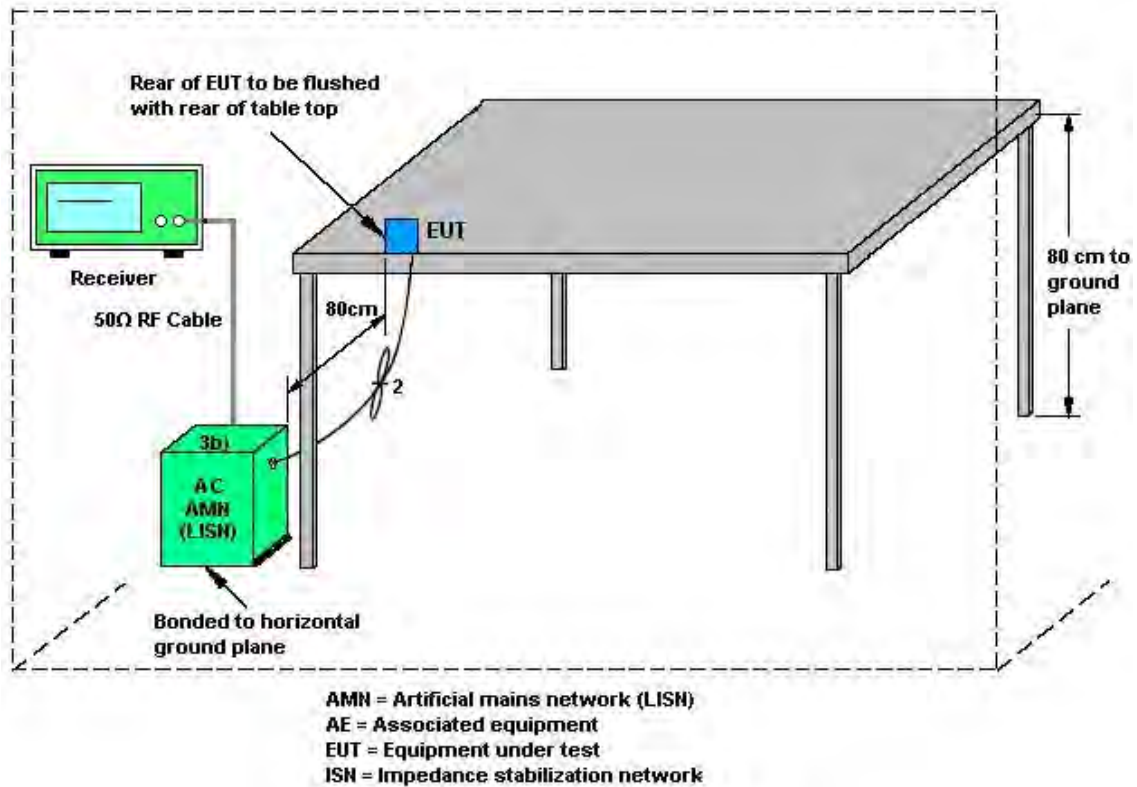 Rear of EUT to be flushed
with rear of table top
EUT
Receiver
50Ω RF Cable
80cm
2
80 cm to
ground
plane
3b)
AC
AMN
(LISN)
Bonded to horizontal
ground plane
AMN = Artificial mains network (LISN)
AE = Associated equipment
EUT = Equipment under test
ISN = Impedance stabilization network